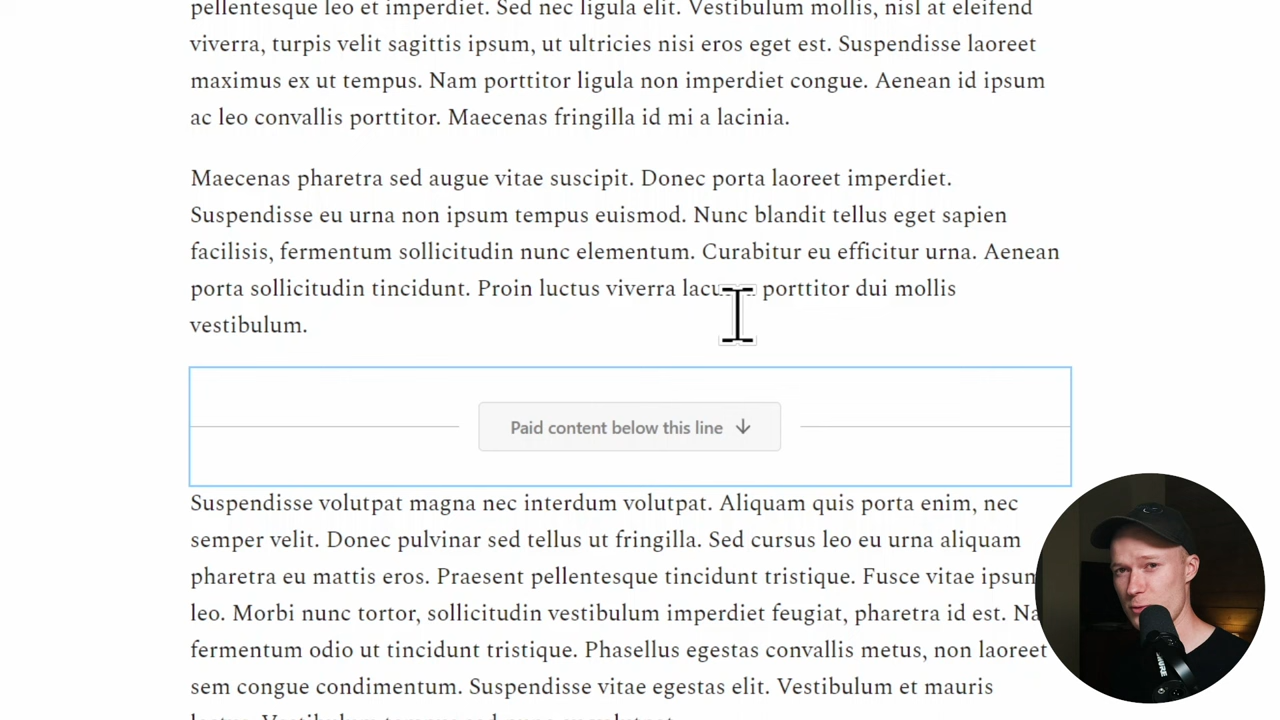 pellentesque leo et imperdiet. Sed nec ligula elit. Vestibulum mollis, nisl at eleifend
viverra, turpis velit sagittis ipsum, ut ultricies nisi eros eget est. Suspendisse laoreet
maximus ex ut tempus. Nam porttitor ligula non imperdiet congue. Aenean id ipsum
ac leo convallis porttitor. Maecenas fringilla id mi a lacinia.
Maecenas pharetra sed augue vitae suscipit. Donec porta laoreet imperdiet.
Suspendisse eu urna non ipsum tempus euismod. Nunc blandit tellus eget sapien
facilisis, fermentum sollicitudin nunc elementum. Curabitur eu efficitur urna. Aenean
porta sollicitudin tincidunt. Proin luctus viverra porttitor dui mollis
vestibulum.
Paid content below this line ↓
Suspendisse volutpat magna nec interdum volutpat. Aliquam quis porta enim, nec
semper velit. Donec pulvinar sed tellus ut fringilla. Sed cursus leo eu urna aliquam
pharetra eu mattis eros. Praesent pellentesque tincidunt tristique. Fusce vitae ipsum
leo. Morbi nunc tortor, sollicitudin vestibulum imperdiet feugiat, pharetra id est.
fermentum odio ut tincidunt tristique. Phasellus egestas convallis metus, non laoreet
sem congue condimentum. Suspendisse vitae egestas elit. Vestibulum et mauris